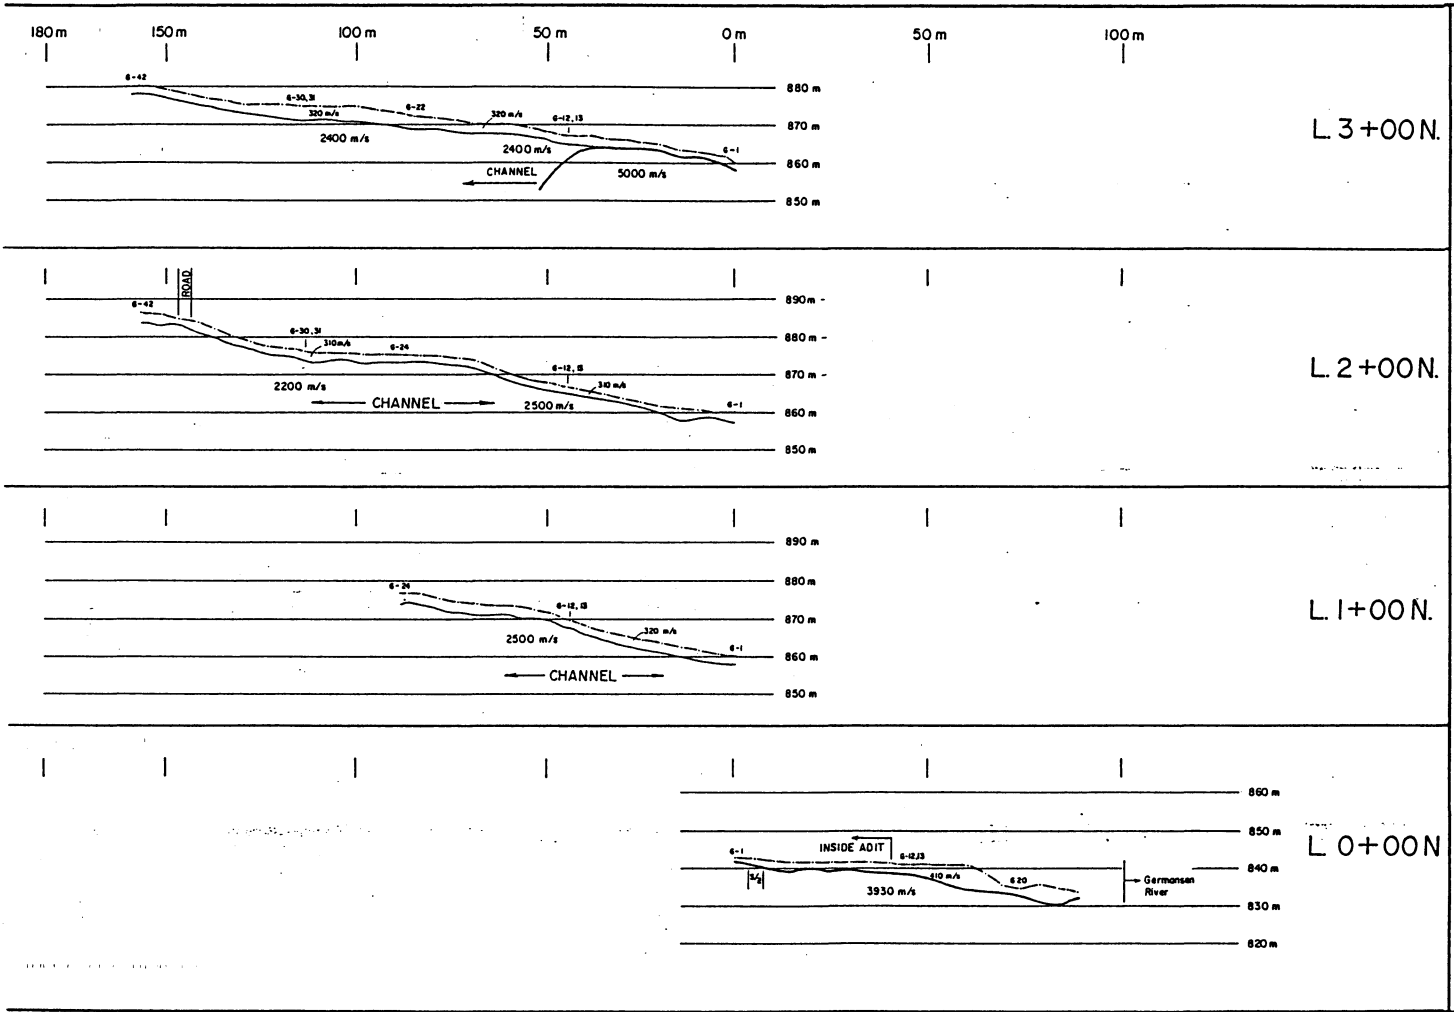 180 m 150 m 100 m 50 m 0 m 50 m 100 m
6-42
880 m
6-30,31
6-22
320 m/s
320 m/s
6-12,13
870 m
L. 3+00 N.
2400 m/s
2400 m/s
6-1
860 m
CHANNEL
5000 m/s
850 m
ROAD
890 m
6-42
6-30,31
880 m
310 m/s
6-24
L. 2+00 N.
870 m
6-12, 13
2200 m/s
310 m/s
CHANNEL
2500 m/s
6-1
860 m
850 m
890 m
880 m
6-24
6-12, 13
L. 1+00 N.
870 m
320 m/s
2500 m/s
6-1
860 m
CHANNEL
850 m
860 m
850 m
INSIDE ADIT
L 0+00 N
6-1
6-12,13
840 m
410 m/s
6 20
Germansen
River
3930 m/s
830 m
820 m